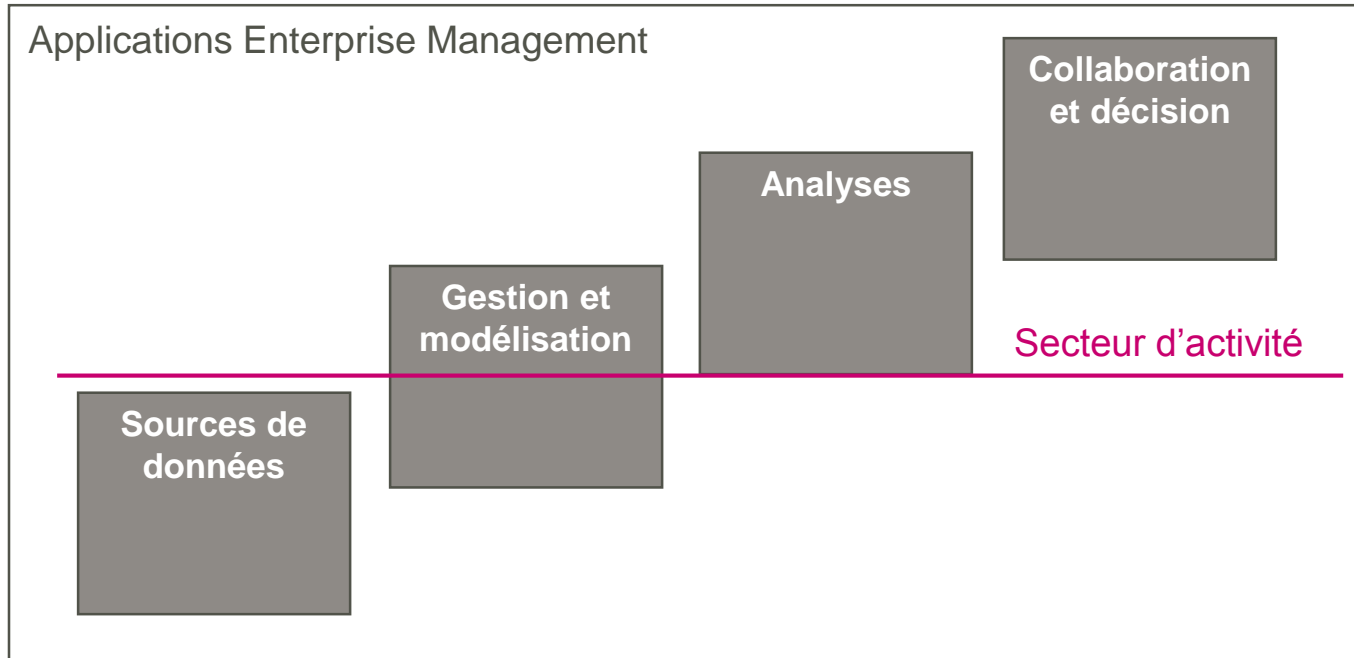 Applications Enterprise Management
Collaboration
et décision
Analyses
Gestion et
modélisation
Secteur d’activité
Sources de
données